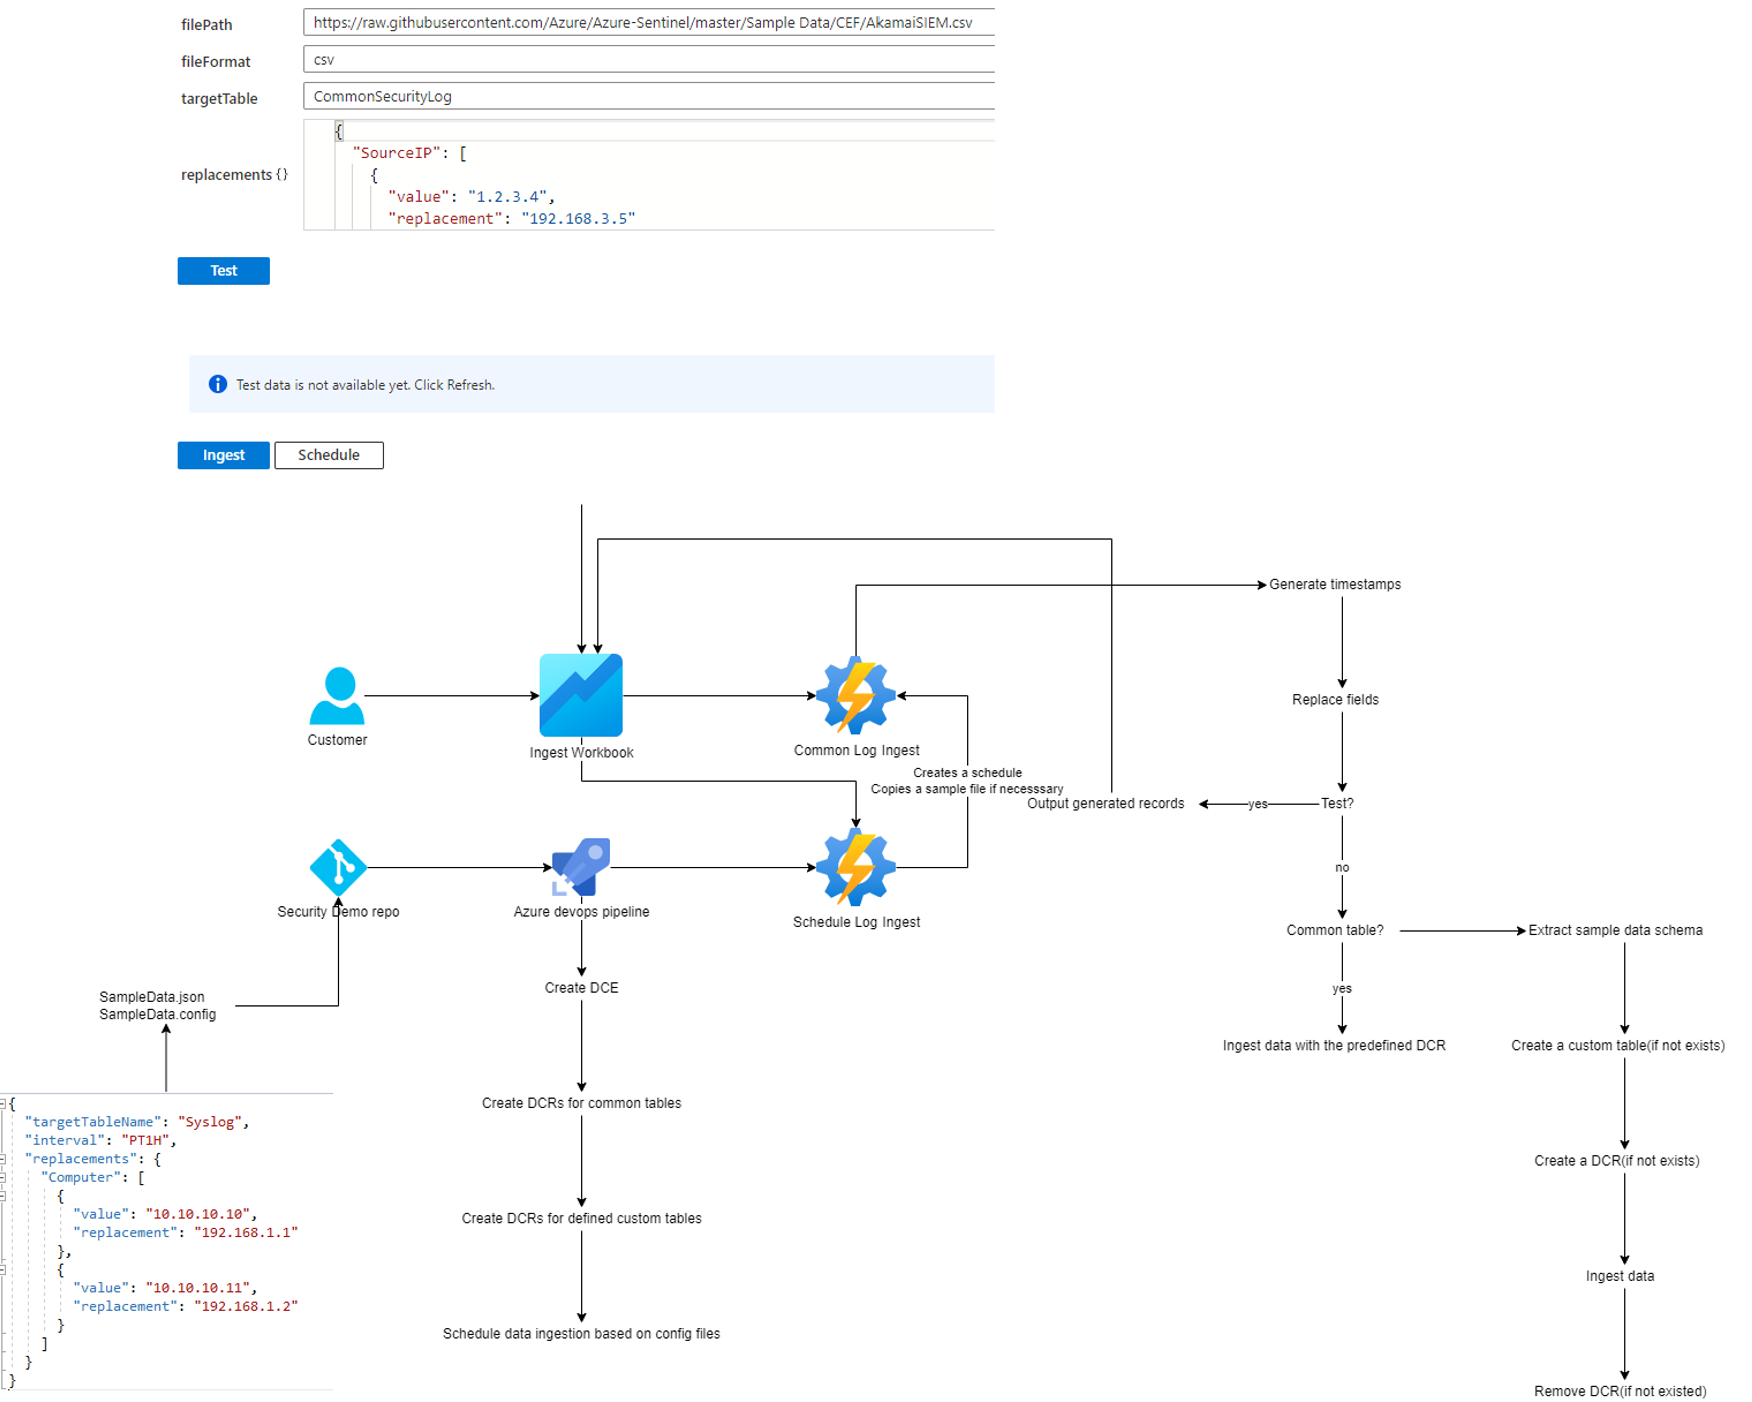 filePath
https://raw.githubusercontent.com/Azure/Azure-Sentinel/master/Sample Data/CEF/AkamaiSIEM.csv
fileFormat
csv
targetTable
CommonSecurityLog
replacements {}
{
"SourceIP": [
{
"value": "1.2.3.4",
"replacement": "192.168.3.5"
Test
Test data is not available yet. Click Refresh.
Ingest
Schedule
Generate timestamps
Replace fields
Customer
Ingest Workbook
Common Log Ingest
Creates a schedule
Copies a sample file if necesssary
Output generated records
yes
Test?
no
Security Demo repo
Azure devops pipeline
Schedule Log Ingest
Common table?
Extract sample data schema
yes
Create DCE
SampleData.json
SampleData.config
Ingest data with the predefined DCR
Create a custom table(if not exists)
Create DCRs for common tables
Create a DCR(if not exists)
Create DCRs for defined custom tables
Ingest data
Schedule data ingestion based on config files
Remove DCR(if not existed)
{
"targetTableName": "Syslog",
"interval": "PT1H",
"replacements": {
"Computer": [
{
"value": "10.10.10.10",
"replacement": "192.168.1.1"
},
{
"value": "10.10.10.11",
"replacement": "192.168.1.2"
}
]
}
}